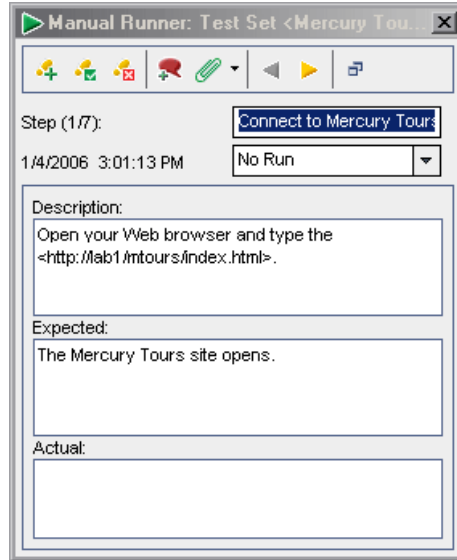 Manual Runner: Test Set <Mercury Tou...
Step (1/7):
Connect to Mercury Tours
1/4/2006 3:01:13 PM
No Run
Description:
Open your Web browser and type the
<http://lab1/mtours/index.html>.
Expected:
The Mercury Tours site opens.
Actual: